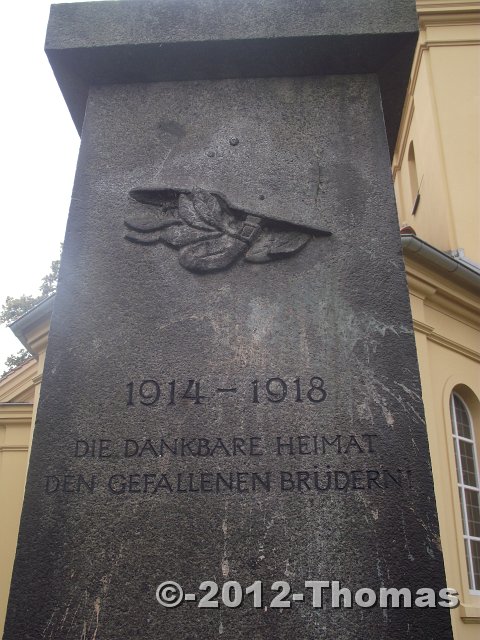 1914 – 1918
DIE DANKBARE HEIMAT
DEN GEFALLENEN BRÜDERN!
©-2012-Thomas